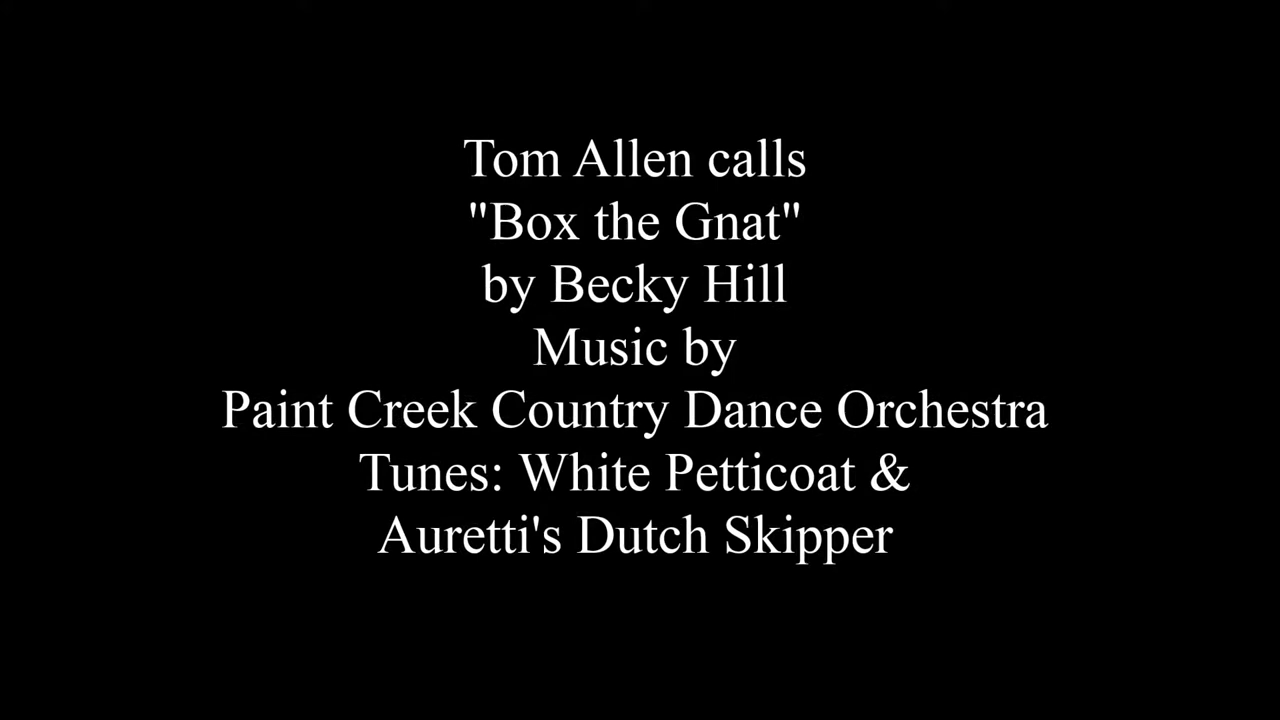 Tom Allen calls
"Box the Gnat"
by Becky Hill
Music by
Paint Creek Country Dance Orchestra
Tunes: White Petticoat &
Auretti's Dutch Skipper